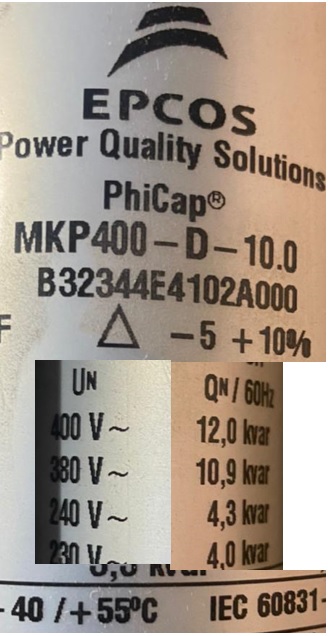 EPCOS
Power Quality Solutions
PhiCap®
MKP400-D-10.0
B32344E4102A000
F △ -5 +10%
UN QN / 60Hz
400 V~ 12,0 kvar
380 V~ 10,9 kvar
240 V~ 4,3 kvar
230 V~ 4,0 kvar
-40 /+55ºC IEC 60831-